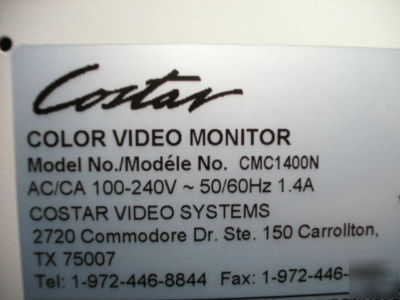 Costar
COLOR VIDEO MONITOR
Model No./Modéle No. CMC1400N
AC/CA 100-240V ~ 50/60Hz 1.4A
COSTAR VIDEO SYSTEMS
2720 Commodore Dr. Ste. 150 Carrollton,
TX 75007
Tel: 1-972-446-8844 Fax: 1-972-446-